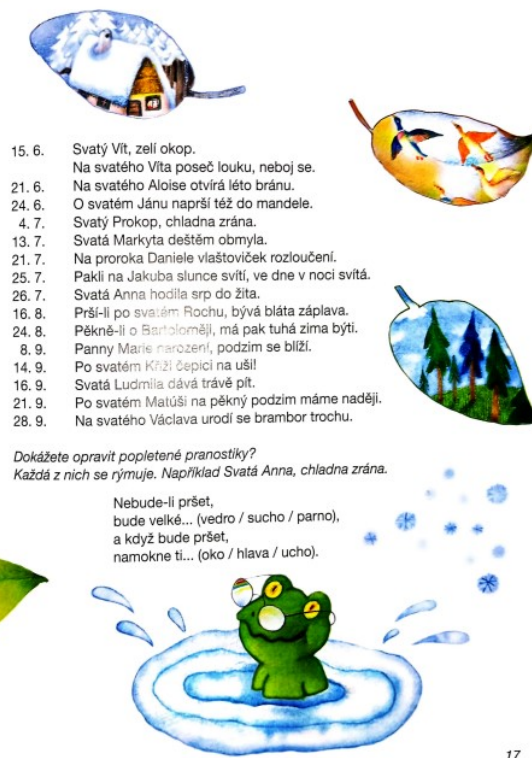 15. 6. Svatý Vít, zelí okop.
Na svatého Víta poseč louku, neboj se.
21. 6. Na svatého Aloise otvírá léto bránu.
24. 6. O svatém Jánu naprší též do mandele.
4. 7. Svatý Prokop, chladna zrána.
13. 7. Svatá Markyta deštěm obmyla.
21. 7. Na proroka Daniele vlaštoviček rozloučení.
25. 7. Pakli na Jakuba slunce svítí, ve dne v noci svítá.
26. 7. Svatá Anna hodila srp do žita.
16. 8. Prší-li po svatém Rochu, bývá bláta záplava.
24. 8. Pěkně-li o Bartoloměji, má pak tuhá zima býti.
8. 9. Panny Marie narození, podzim se blíží.
14. 9. Po svatém Kříži čepici na uši!
16. 9. Svatá Ludmila dává trávě pít.
21. 9. Po svatém Matúši na pěkný podzim máme naději.
28. 9. Na svatého Václava urodí se brambor trochu.
Dokážete opravit popletené pranostiky?
Každá z nich se rýmuje. Například Svatá Anna, chladna zrána.
Nebude-li pršet,
bude velké... (vedro / sucho / parno),
a když bude pršet,
namokne ti... (oko / hlava / ucho).
17